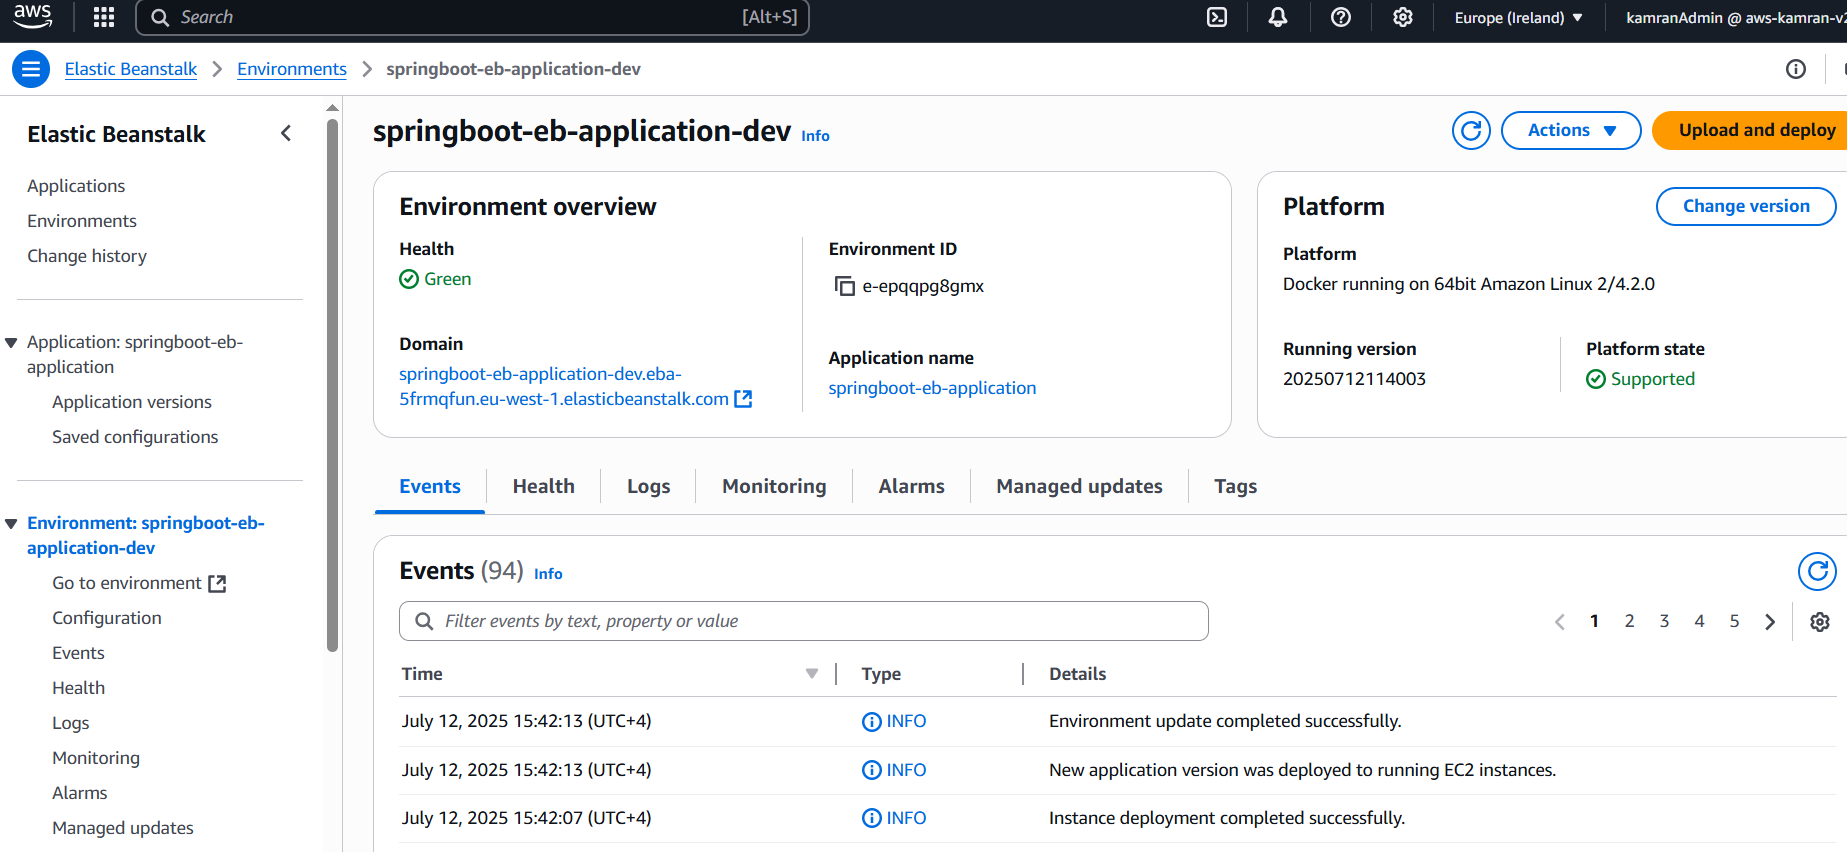 aws
Search
[Alt+S]
Europe (Ireland)
kamranAdmin @ aws-kamran-v2
Elastic Beanstalk
Environments
springboot-eb-application-dev
Elastic Beanstalk
Applications
Environments
Change history
Application: springboot-eb-
application
Application versions
Saved configurations
Environment: springboot-eb-
application-dev
Go to environment
Configuration
Events
Health
Logs
Monitoring
Alarms
Managed updates
springboot-eb-application-dev Info
Actions
Upload and deploy
Environment overview
Health
Green
Domain
springboot-eb-application-dev.eba-
5frmqfun.eu-west-1.elasticbeanstalk.com
Environment ID
e-epqqpg8gmx
Application name
springboot-eb-application
Platform
Change version
Platform
Docker running on 64bit Amazon Linux 2/4.2.0
Running version
20250712114003
Platform state
Supported
Events
Health
Logs
Monitoring
Alarms
Managed updates
Tags
Events (94) Info
Filter events by text, property or value
1 2 3 4 5
Time Type Details
July 12, 2025 15:42:13 (UTC+4) INFO Environment update completed successfully.
July 12, 2025 15:42:13 (UTC+4) INFO New application version was deployed to running EC2 instances.
July 12, 2025 15:42:07 (UTC+4) INFO Instance deployment completed successfully.